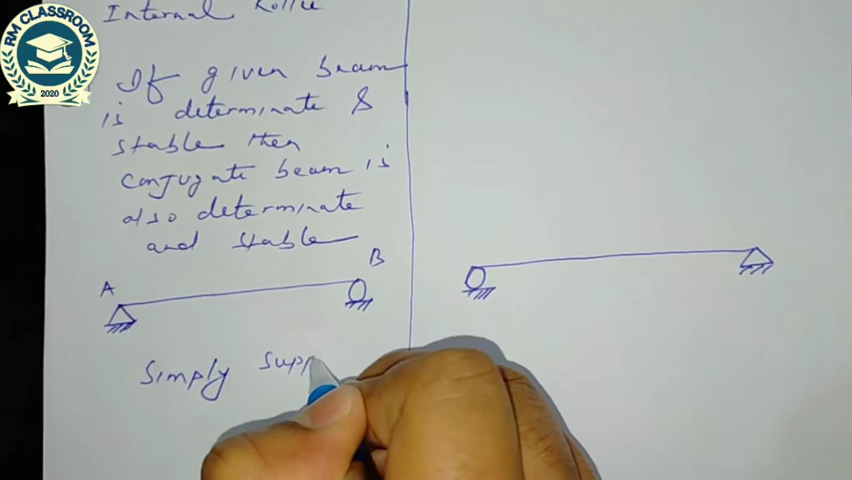 RM CLASSROOM
2020
Internal Roller
If given beam
is determinate &
stable then
conjugate beam is
also determinate
and stable
A
B
Simply Supp